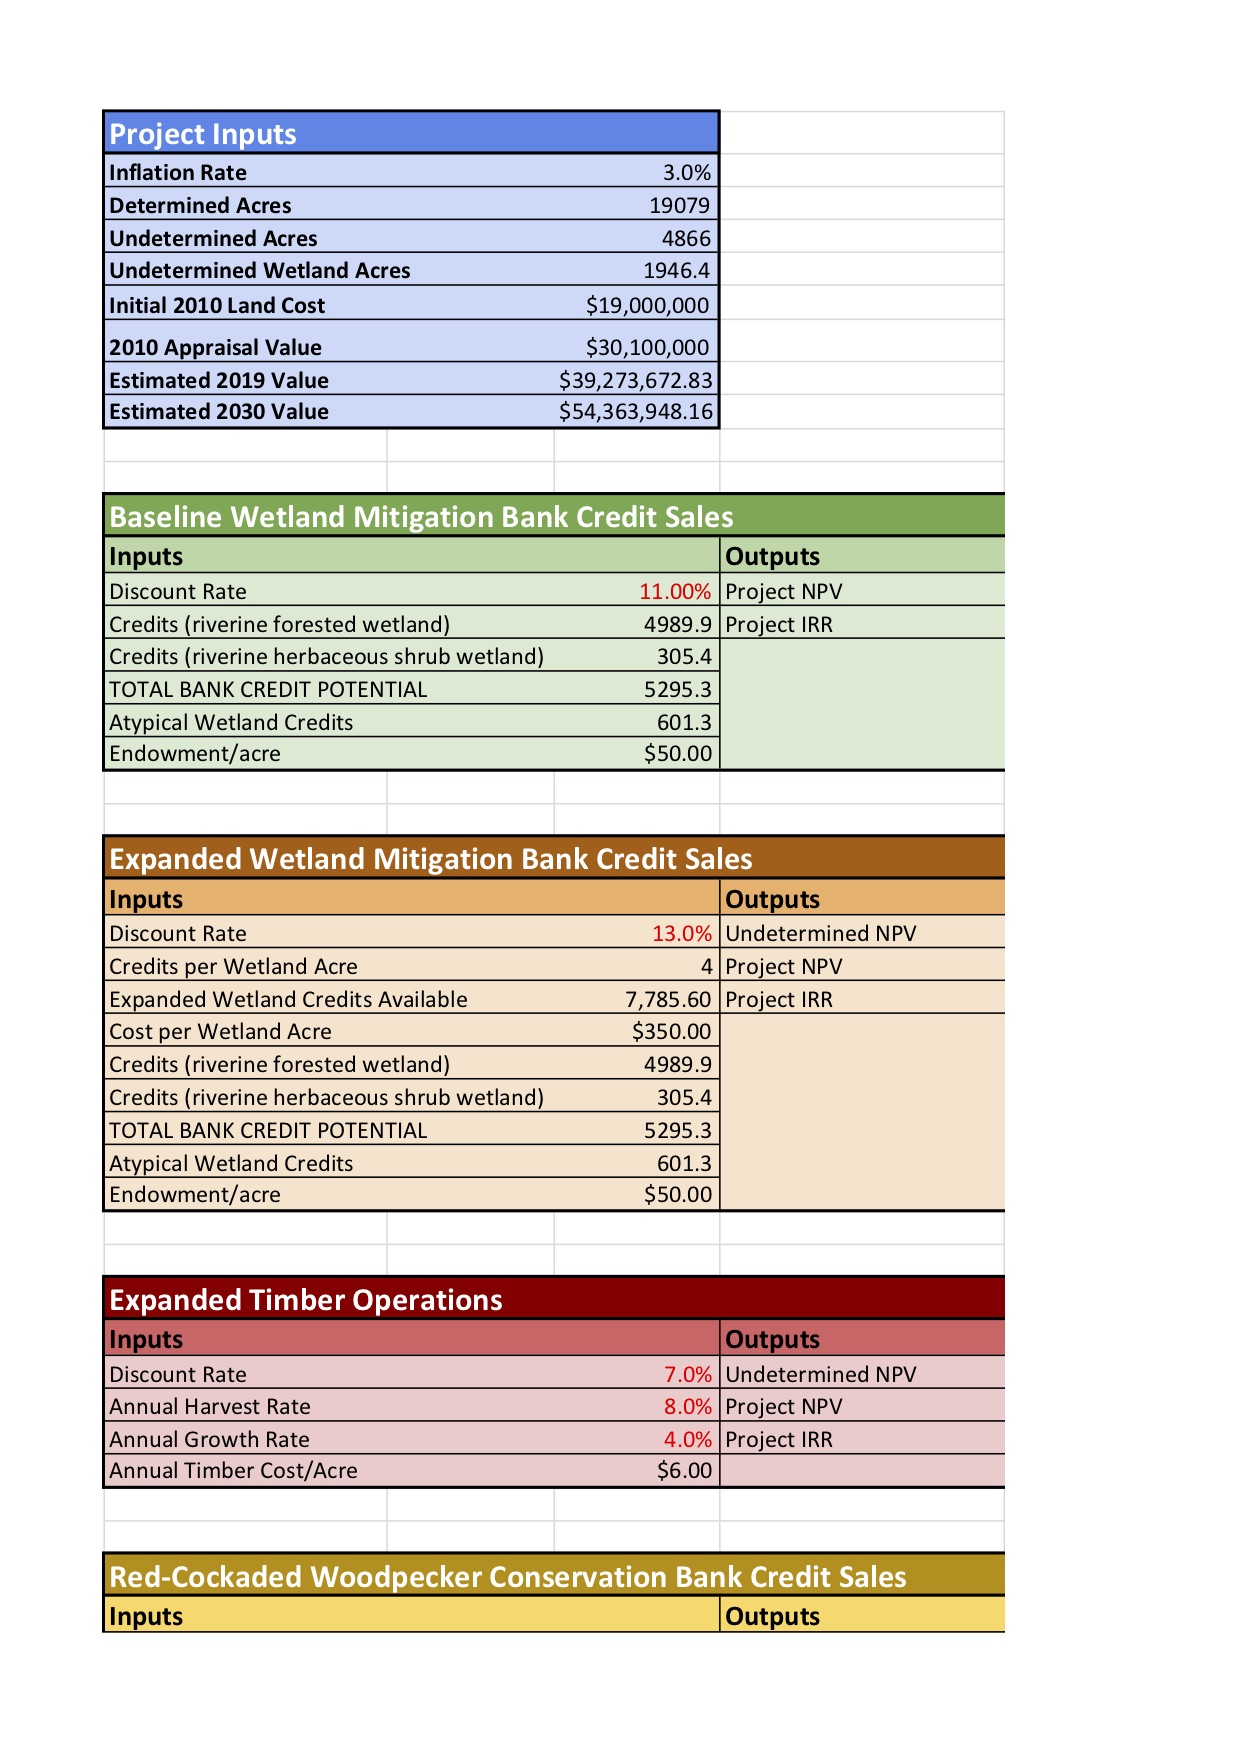 Project Inputs
Inflation Rate 3.0%
Determined Acres 19079
Undetermined Acres 4866
Undetermined Wetland Acres 1946.4
Initial 2010 Land Cost $19,000,000
2010 Appraisal Value $30,100,000
Estimated 2019 Value $39,273,672.83
Estimated 2030 Value $54,363,948.16
Baseline Wetland Mitigation Bank Credit Sales
Inputs Outputs
Discount Rate 11.00% Project NPV
Credits (riverine forested wetland) 4989.9 Project IRR
Credits (riverine herbaceous shrub wetland) 305.4
TOTAL BANK CREDIT POTENTIAL 5295.3
Atypical Wetland Credits 601.3
Endowment/acre $50.00
Expanded Wetland Mitigation Bank Credit Sales
Inputs Outputs
Discount Rate 13.0% Undetermined NPV
Credits per Wetland Acre 4 Project NPV
Expanded Wetland Credits Available 7,785.60 Project IRR
Cost per Wetland Acre $350.00
Credits (riverine forested wetland) 4989.9
Credits (riverine herbaceous shrub wetland) 305.4
TOTAL BANK CREDIT POTENTIAL 5295.3
Atypical Wetland Credits 601.3
Endowment/acre $50.00
Expanded Timber Operations
Inputs Outputs
Discount Rate 7.0% Undetermined NPV
Annual Harvest Rate 8.0% Project NPV
Annual Growth Rate 4.0% Project IRR
Annual Timber Cost/Acre $6.00
Red-Cockaded Woodpecker Conservation Bank Credit Sales
Inputs Outputs